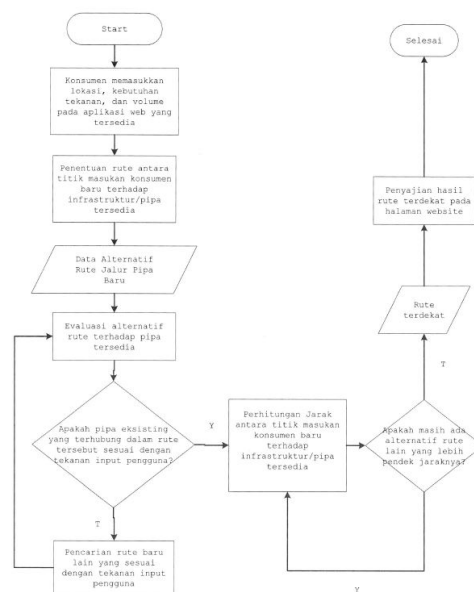 Start
Konsumen memasukkan
lokasi, kebutuhan
tekanan, dan volume
pada aplikasi web yang
tersedia
Penentuan rute antara
titik masukan konsumen
baru terhadap
infrastruktur/pipa
tersedia
Data Alternatif
Rute Jalur Pipa
Baru
Evaluasi alternatif
rute terhadap pipa
tersedia
Apakah pipa eksisting
yang terhubung dalam rute
tersebut sesuai dengan
tekanan input pengguna?
Y
T
Pencarian rute baru
lain yang sesuai
dengan tekanan input
pengguna
Perhitungan Jarak
antara titik masukan
konsumen baru
terhadap
infrastruktur/pipa
tersedia
Apakah masih ada
alternatif rute
lain yang lebih
pendek jaraknya?
Y
T
Rute
terdekat
Penyajian hasil
rute terdekat pada
halaman website
Selesai